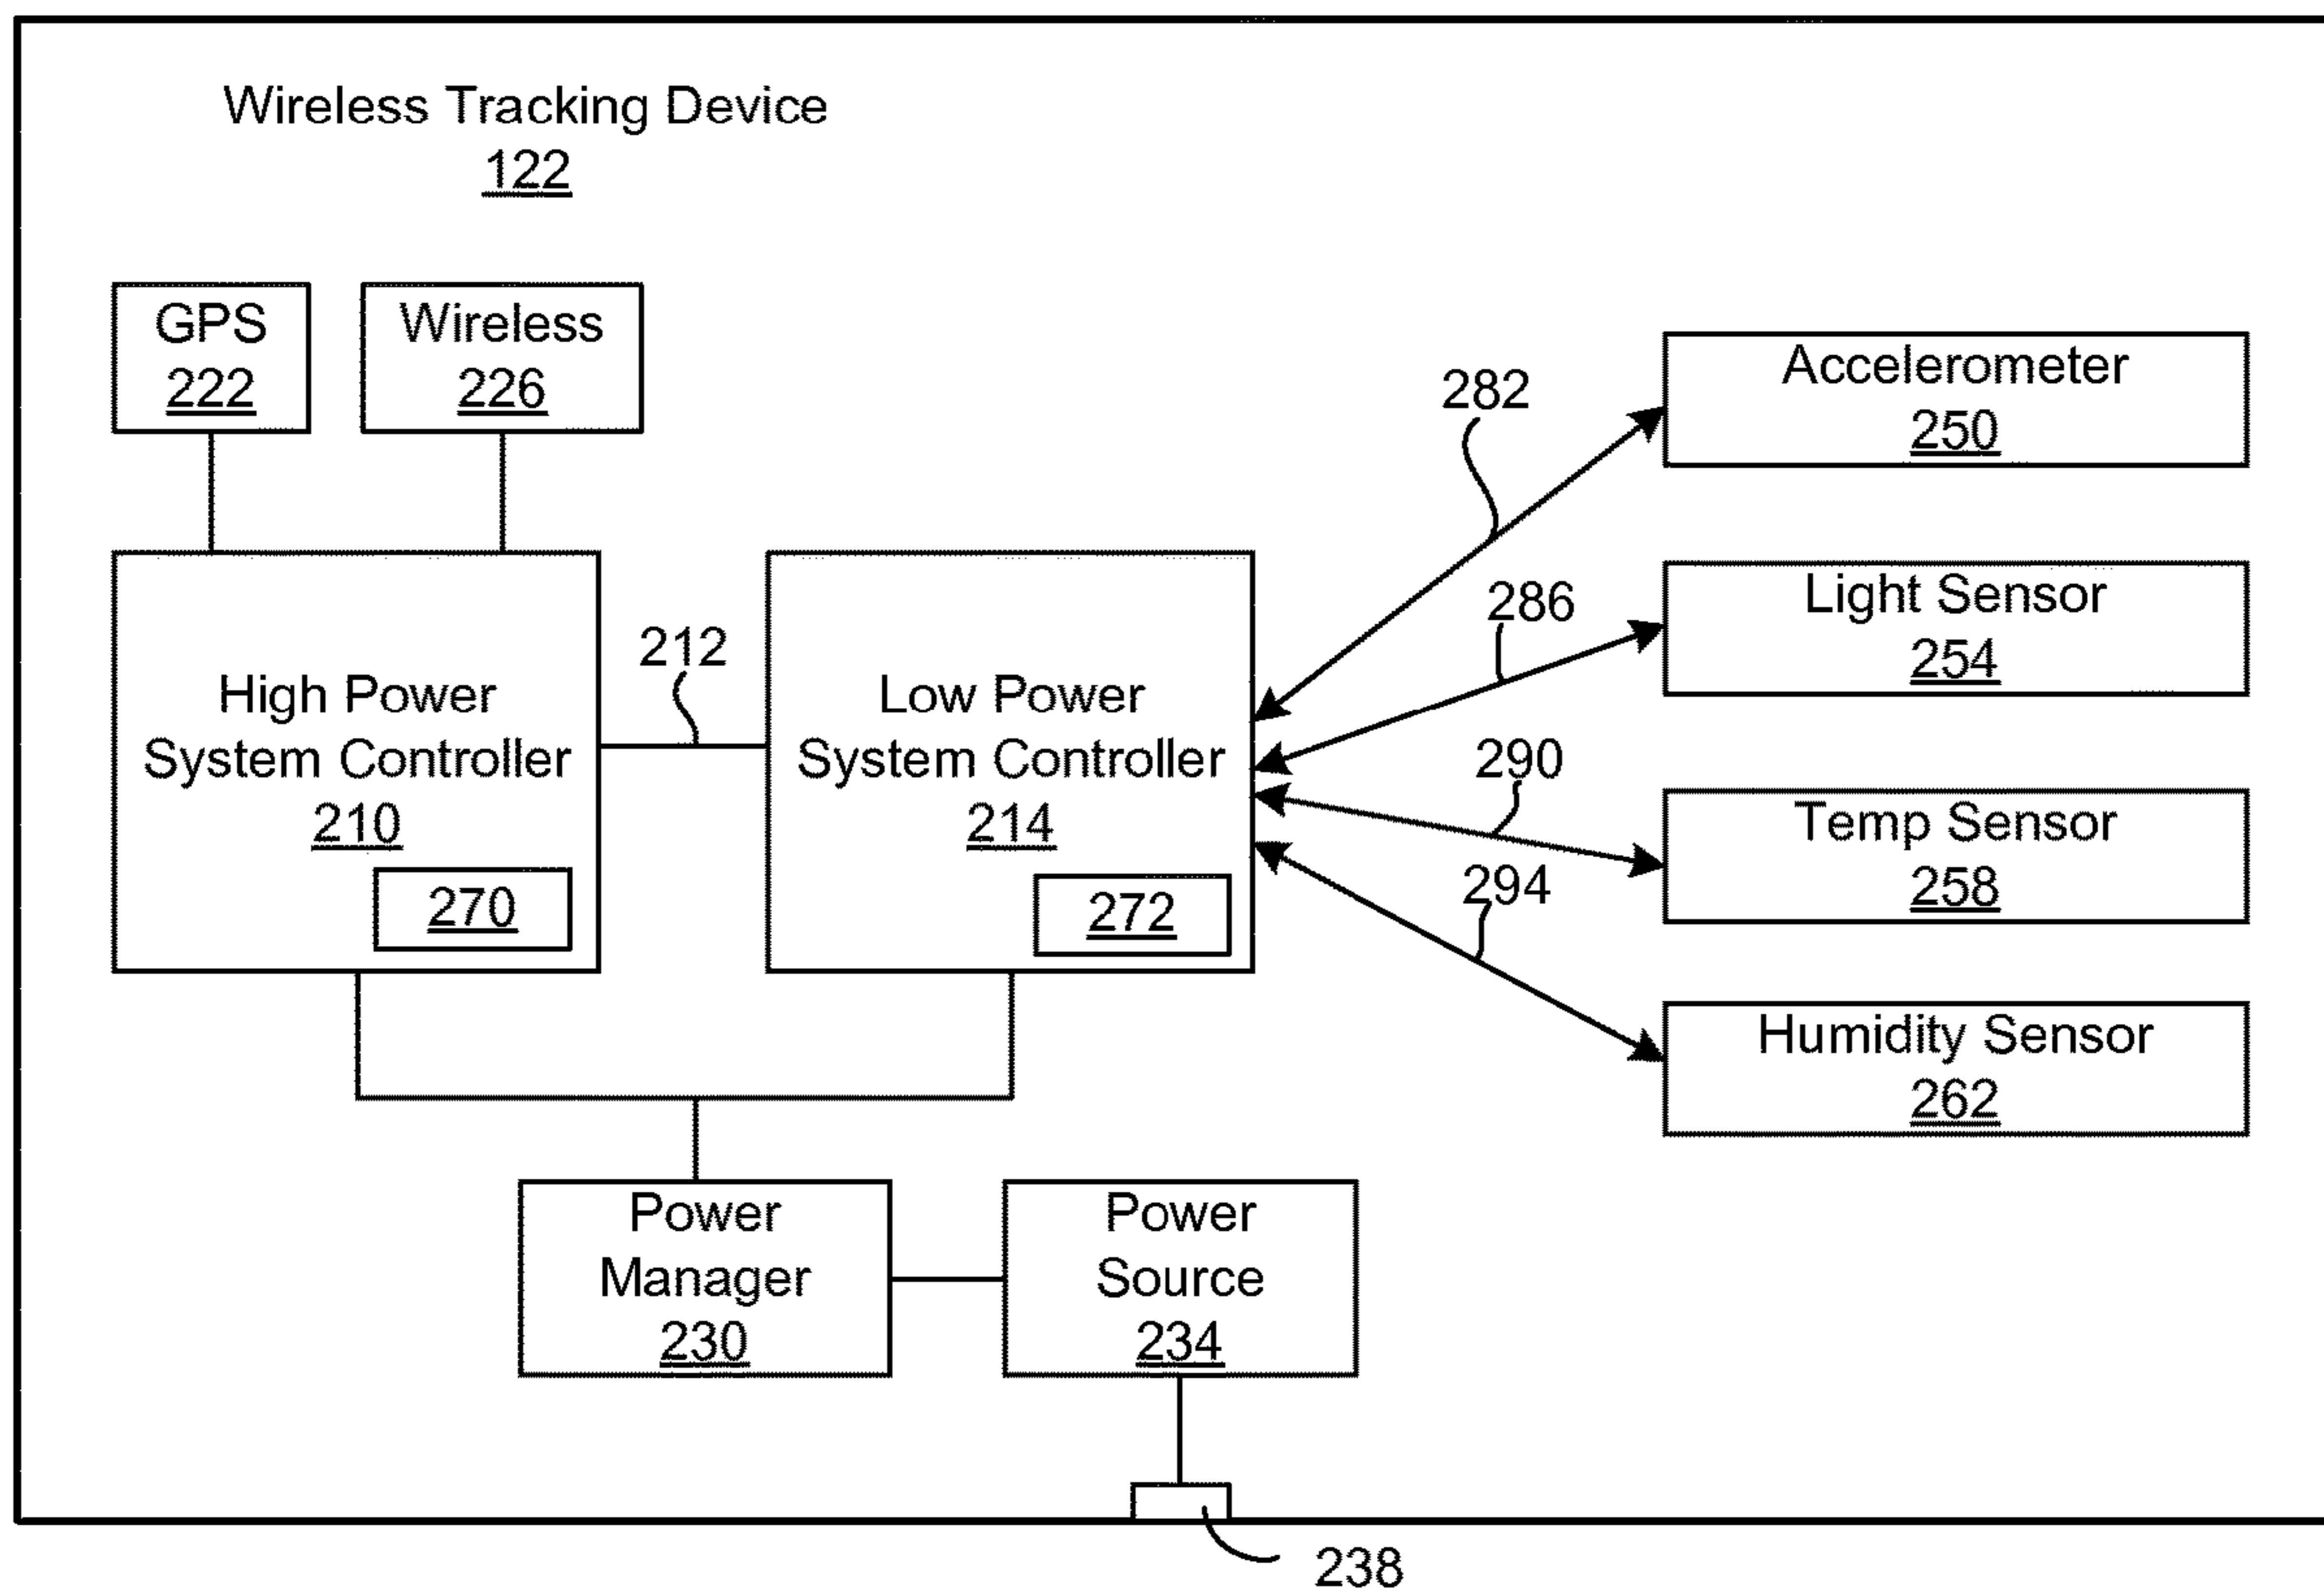 Wireless Tracking Device
122
GPS
222
Wireless
226
282
Accelerometer
250
286
Light Sensor
254
212
High Power
System Controller
210
270
Low Power
System Controller
214
272
290
Temp Sensor
258
294
Humidity Sensor
262
Power
Manager
230
Power
Source
234
238